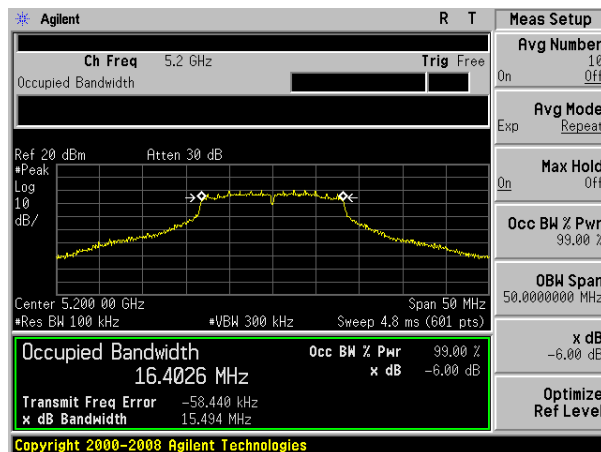 Agilent R T Meas Setup
Ch Freq 5.2 GHz Trig Free
Occupied Bandwidth
Avg Number
10
On Off
Avg Mode
Exp Repeat
Max Hold
On Off
Occ BW % Pwr
99.00 %
OBW Span
50.0000000 MHz
x dB
-6.00 dB
Optimize
Ref Level
Ref 20 dBm Atten 30 dB
#Peak
Log
10
dB/
Center 5.200 00 GHz Span 50 MHz
#Res BW 100 kHz #VBW 300 kHz Sweep 4.8 ms (601 pts)
Occupied Bandwidth Occ BW % Pwr 99.00 %
16.4026 MHz x dB -6.00 dB
Transmit Freq Error -58.440 kHz
x dB Bandwidth 15.494 MHz
Copyright 2000-2008 Agilent Technologies